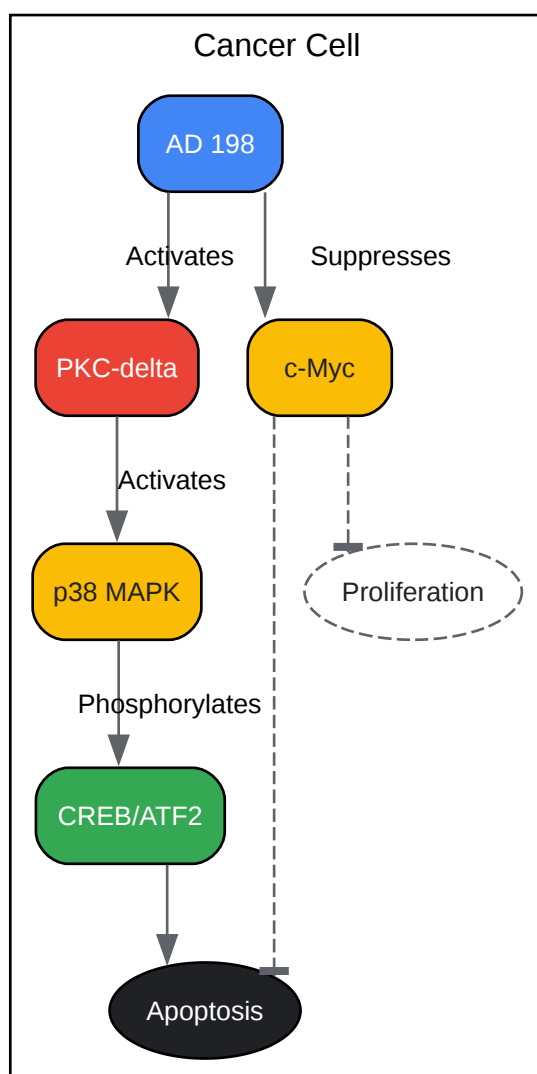 Cancer Cell
AD 198
Activates
Suppresses
PKC-delta
c-Myc
Activates
p38 MAPK
Proliferation
Phosphorylates
CREB/ATF2
Apoptosis